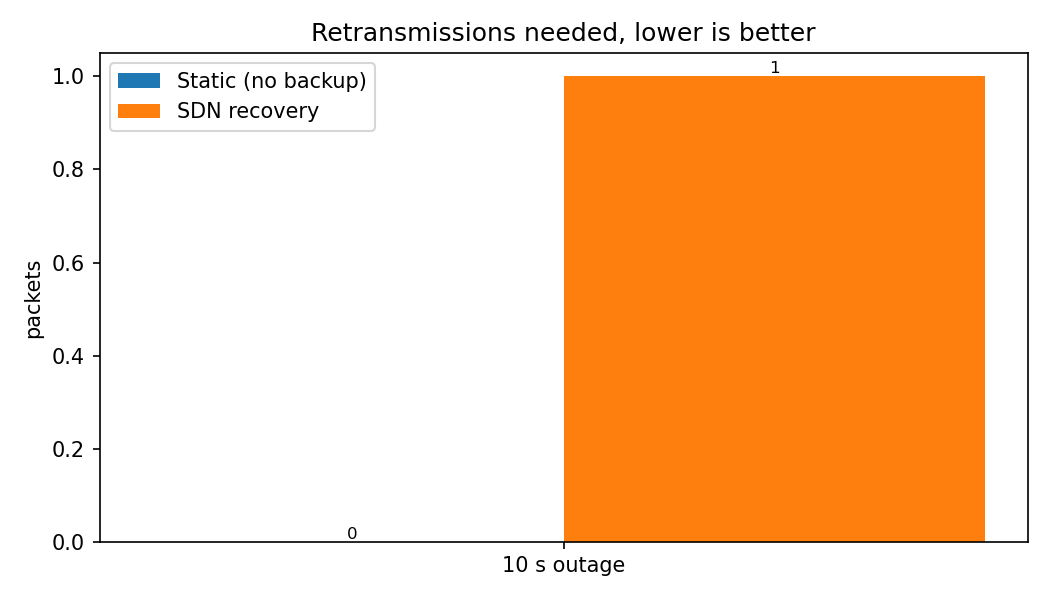 Retransmissions needed, lower is better
Static (no backup)
SDN recovery
packets
1.0
0.8
0.6
0.4
0.2
0.0
0
1
10 s outage